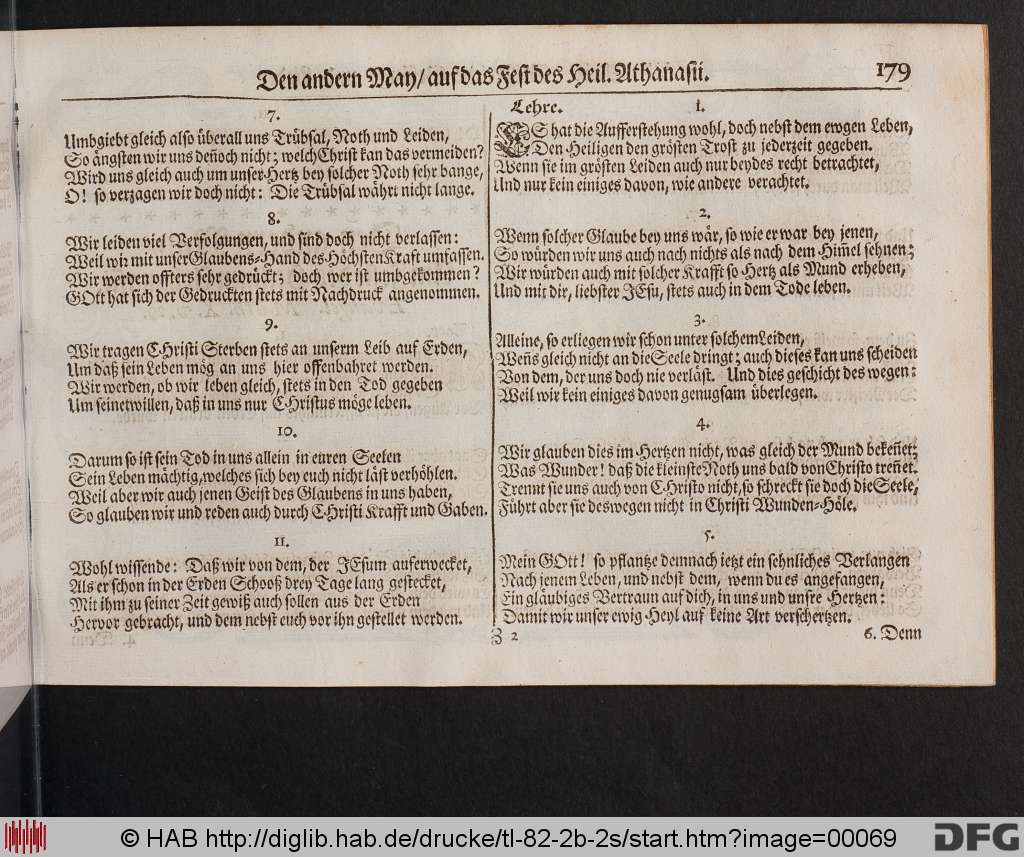 Den andern May/ auf das Fest des Heil. Athanasii. 179
7.
Umbgiebt gleich also überall uns Trübsal, Noth und Leiden,
So ängsten wir uns deñoch nicht; welch Christ kan das vermeiden?
Wird uns gleich auch um unser Hertz bey solcher Noth sehr bange,
O! so verzagen wir doch nicht: Die Trübsal währt nicht lange.
8.
Wir leiden viel Verfolgungen, und sind doch nicht verlassen:
Weil wir mit unser Glaubens-Hand des Höchsten Kraft umfassen.
Wir werden offters sehr gedrückt; doch wer ist umbgekommen?
GOtt hat sich der Gedruckten stets mit Nachdruck angenommen.
9.
Wir tragen CHristi Sterben stets an unserm Leib auf Erden,
Um daß sein Leben mög an uns hier offenbahret werden.
Wir werden, ob wir leben gleich, stets in den Tod gegeben
Um seinetwillen, daß in uns nur CHristus möge leben.
10.
Darum so ist sein Tod in uns allein in euren Seelen
Sein Leben mächtig, welches sich bey euch nicht läst verhöhlen.
Weil aber wir auch jenen Geist des Glaubens in uns haben,
So glauben wir und reden auch durch CHristi Krafft und Gaben.
11.
Wohl wissende: Daß wir von dem, der JEsum auferwecket,
Als er schon in der Erden Schooß drey Tage lang gestecket,
Mit ihm zu seiner Zeit gewiß auch sollen aus der Erden
Hervor gebracht, und dem nebst euch vor ihn gestellet werden.
Lehre. 1.
ES hat die Aufferstehung wohl, doch nebst dem ewgen Leben,
Den Heiligen den grösten Trost zu jederzeit gegeben.
Wenn sie im grösten Leiden auch nur beydes recht betrachtet,
Und nur kein einiges davon, wie andere verachtet.
2.
Wenn solcher Glaube bey uns wär, so wie er war bey jenen,
So würden wir uns auch nach nichts als nach dem Him̃el sehnen;
Wir würden auch mit solcher Krafft so Hertz als Mund erheben,
Und mit dir, liebster JEsu, stets auch in dem Tode leben.
3.
Alleine, so erliegen wir schon unter solchem Leiden,
Weñs gleich nicht an die Seele dringt; auch dieses kan uns scheiden
Von dem, der uns doch nie verläst. Und dies geschicht des wegen:
Weil wir kein einiges davon genugsam überlegen.
4.
Wir glauben dies im Hertzen nicht, was gleich der Mund bekeñet;
Was Wunder! daß die kleinste Noth uns bald von Christo treñet.
Trennt sie uns auch von CHristo nicht, so schreckt sie doch die Seele,
Führt aber sie deswegen nicht in Christi Wunden-Höle.
5.
Mein GOtt! so pflantze demnach ietzt ein sehnliches Verlangen
Nach jenem Leben, und nebst dem, wenn du es angefangen,
Ein gläubiges Vertraun auf dich, in uns und unsre Hertzen:
Damit wir unser ewig Heyl auf keine Art verschertzen.
Z 2 6. Denn
© HAB http://diglib.hab.de/drucke/tl-82-2b-2s/start.htm?image=00069
DFG